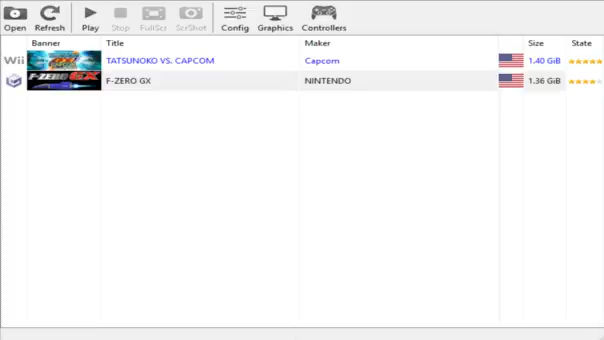 Open Refresh Play Stop FullScr ScrShot Config Graphics Controllers
Banner Title Maker Size State
Wii TATSUNOKO VS. CAPCOM Capcom 1.40 GiB
F-ZERO GX F-ZERO GX NINTENDO 1.36 GiB